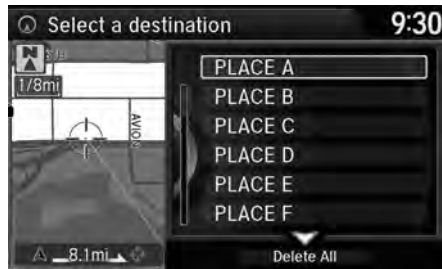 Select a destination
9:30
N
1/8mi
AVION
8.1mi
PLACE A
PLACE B
PLACE C
PLACE D
PLACE E
PLACE F
Delete All